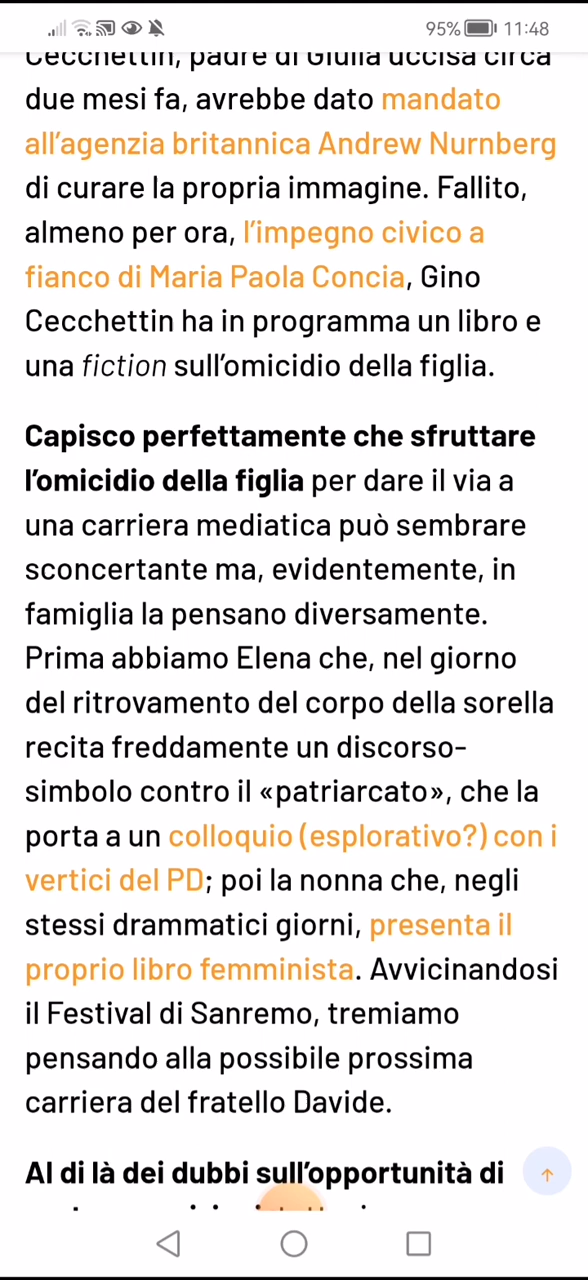 95% 11:48
Cecchettin, padre di Giulia uccisa circa
due mesi fa, avrebbe dato mandato
all'agenzia britannica Andrew Nurnberg
di curare la propria immagine. Fallito,
almeno per ora, l'impegno civico a
fianco di Maria Paola Concia, Gino
Cecchettin ha in programma un libro e
una fiction sull'omicidio della figlia.
Capisco perfettamente che sfruttare
l'omicidio della figlia per dare il via a
una carriera mediatica può sembrare
sconcertante ma, evidentemente, in
famiglia la pensano diversamente.
Prima abbiamo Elena che, nel giorno
del ritrovamento del corpo della sorella
recita freddamente un discorso-
simbolo contro il «patriarcato», che la
porta a un colloquio (esplorativo?) con i
vertici del PD; poi la nonna che, negli
stessi drammatici giorni, presenta il
proprio libro femminista. Avvicinandosi
il Festival di Sanremo, tremiamo
pensando alla possibile prossima
carriera del fratello Davide.
Al di là dei dubbi sull'opportunità di